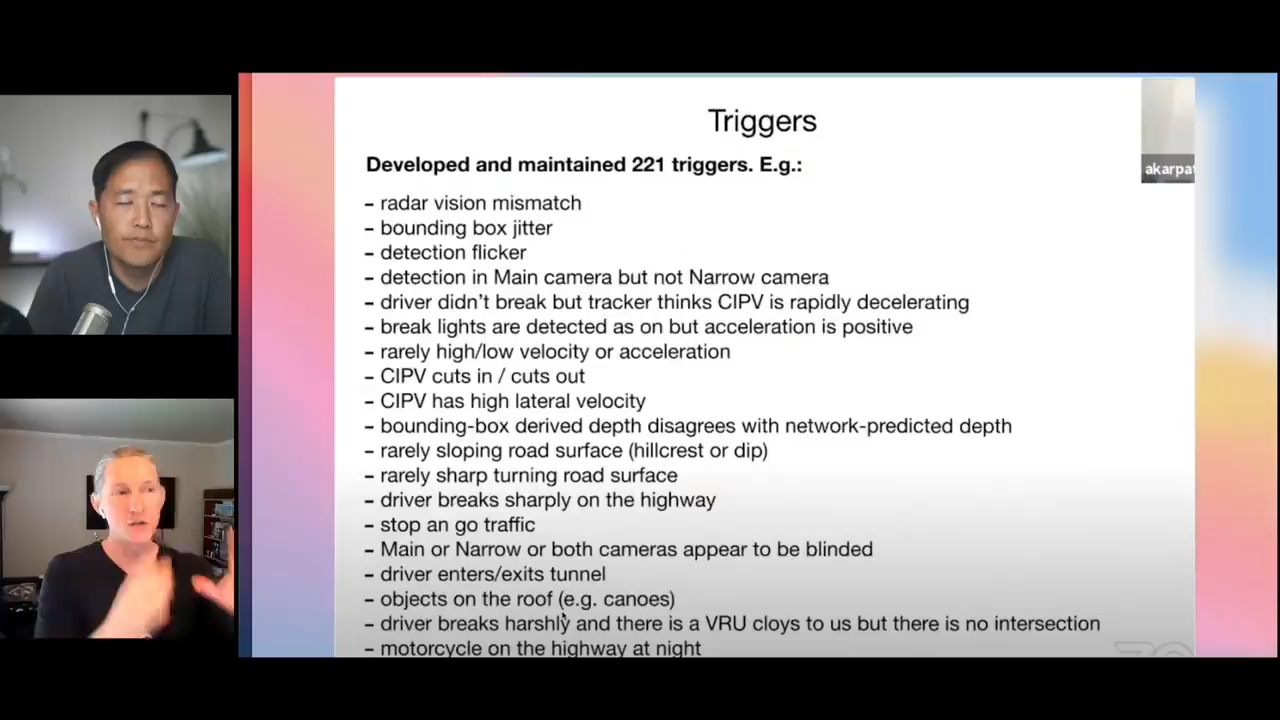 Triggers
akarpat
Developed and maintained 221 triggers. E.g.:
– radar vision mismatch
– bounding box jitter
– detection flicker
– detection in Main camera but not Narrow camera
– driver didn't break but tracker thinks CIPV is rapidly decelerating
– break lights are detected as on but acceleration is positive
– rarely high/low velocity or acceleration
– CIPV cuts in / cuts out
– CIPV has high lateral velocity
– bounding-box derived depth disagrees with network-predicted depth
– rarely sloping road surface (hillcrest or dip)
– rarely sharp turning road surface
– driver breaks sharply on the highway
– stop an go traffic
– Main or Narrow or both cameras appear to be blinded
– driver enters/exits tunnel
– objects on the roof (e.g. canoes)
– driver breaks harshly and there is a VRU cloys to us but there is no intersection
– motorcycle on the highway at night